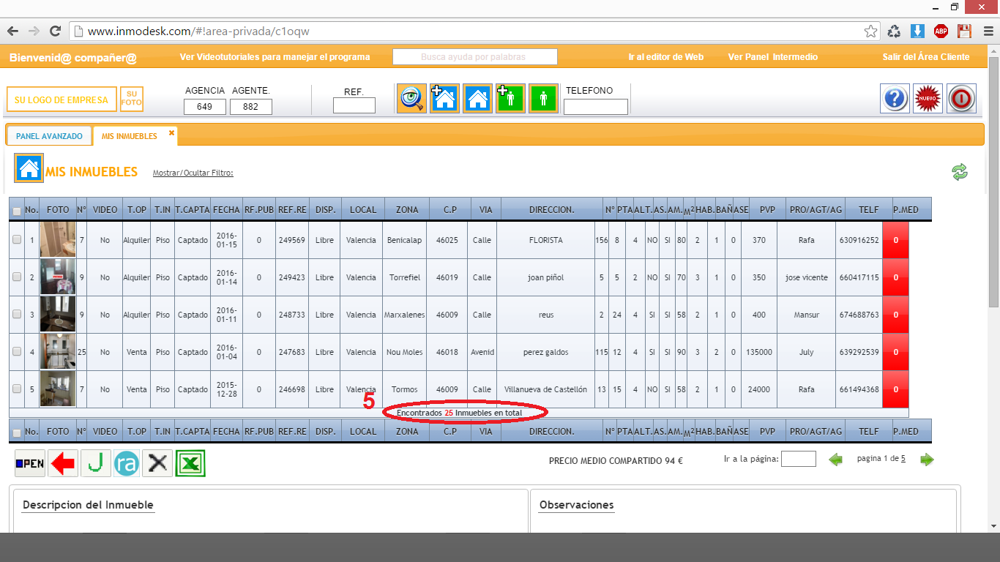 www.inmodesk.com/#!area-privada/c1oqw
ABP
Bienvenid@ compañer@ Ver Videotutoriales para manejar el programa Busca ayuda por palabras Ir al editor de Web Ver Panel Intermedio Salir del Área Cliente
SU LOGO DE EMPRESA SU FOTO AGENCIA 649 AGENTE. 882 REF. TELEFONO NUEVO
PANEL AVANZADO MIS INMUEBLES
MIS INMUEBLES Mostrar/Ocultar Filtro:
No. FOTO Nº VIDEO T.OP T.IN T.CAPTA FECHA RF.PUB REF.RE DISP. LOCAL ZONA C.P VIA DIRECCION. Nº PTA ALT. AS. AM. M² HAB. BAÑ ASE PVP PRO/AGT/AG TELF P.MED
1 7 No Alquiler Piso Captado 2016-01-15 0 249569 Libre Valencia Benicalap 46025 Calle FLORISTA 156 8 4 NO SI 80 2 1 0 370 Rafa 630916252 0
2 9 No Alquiler Piso Captado 2016-01-14 0 249423 Libre Valencia Torrefiel 46019 Calle joan piñol 5 5 2 NO SI 70 3 1 0 350 jose vicente 660417115 0
3 9 No Alquiler Piso Captado 2016-01-11 0 248733 Libre Valencia Marxalenes 46009 Calle reus 2 24 4 SI SI 58 2 1 0 400 Mansur 674688763 0
4 25 No Venta Piso Captado 2016-01-04 0 247683 Libre Valencia Nou Moles 46018 Avenid perez galdos 115 12 4 SI SI 90 3 2 0 135000 July 639292539 0
5 7 No Venta Piso Captado 2015-12-28 0 246698 Libre Valencia Tormos 46009 Calle Villanueva de Castellón 13 15 4 NO SI 58 2 1 0 24000 Rafa 661494368 0
5
Encontrados 25 Inmuebles en total
No. FOTO Nº VIDEO T.OP T.IN T.CAPTA FECHA RF.PUB REF.RE DISP. LOCAL ZONA C.P VIA DIRECCION. Nº PTA ALT. AS. AM. M² HAB. BAÑ ASE PVP PRO/AGT/AG TELF P.MED
OPEN J ra X X PRECIO MEDIO COMPARTIDO 94 € Ir a la página: pagina 1 de 5
Descripcion del Inmueble Observaciones